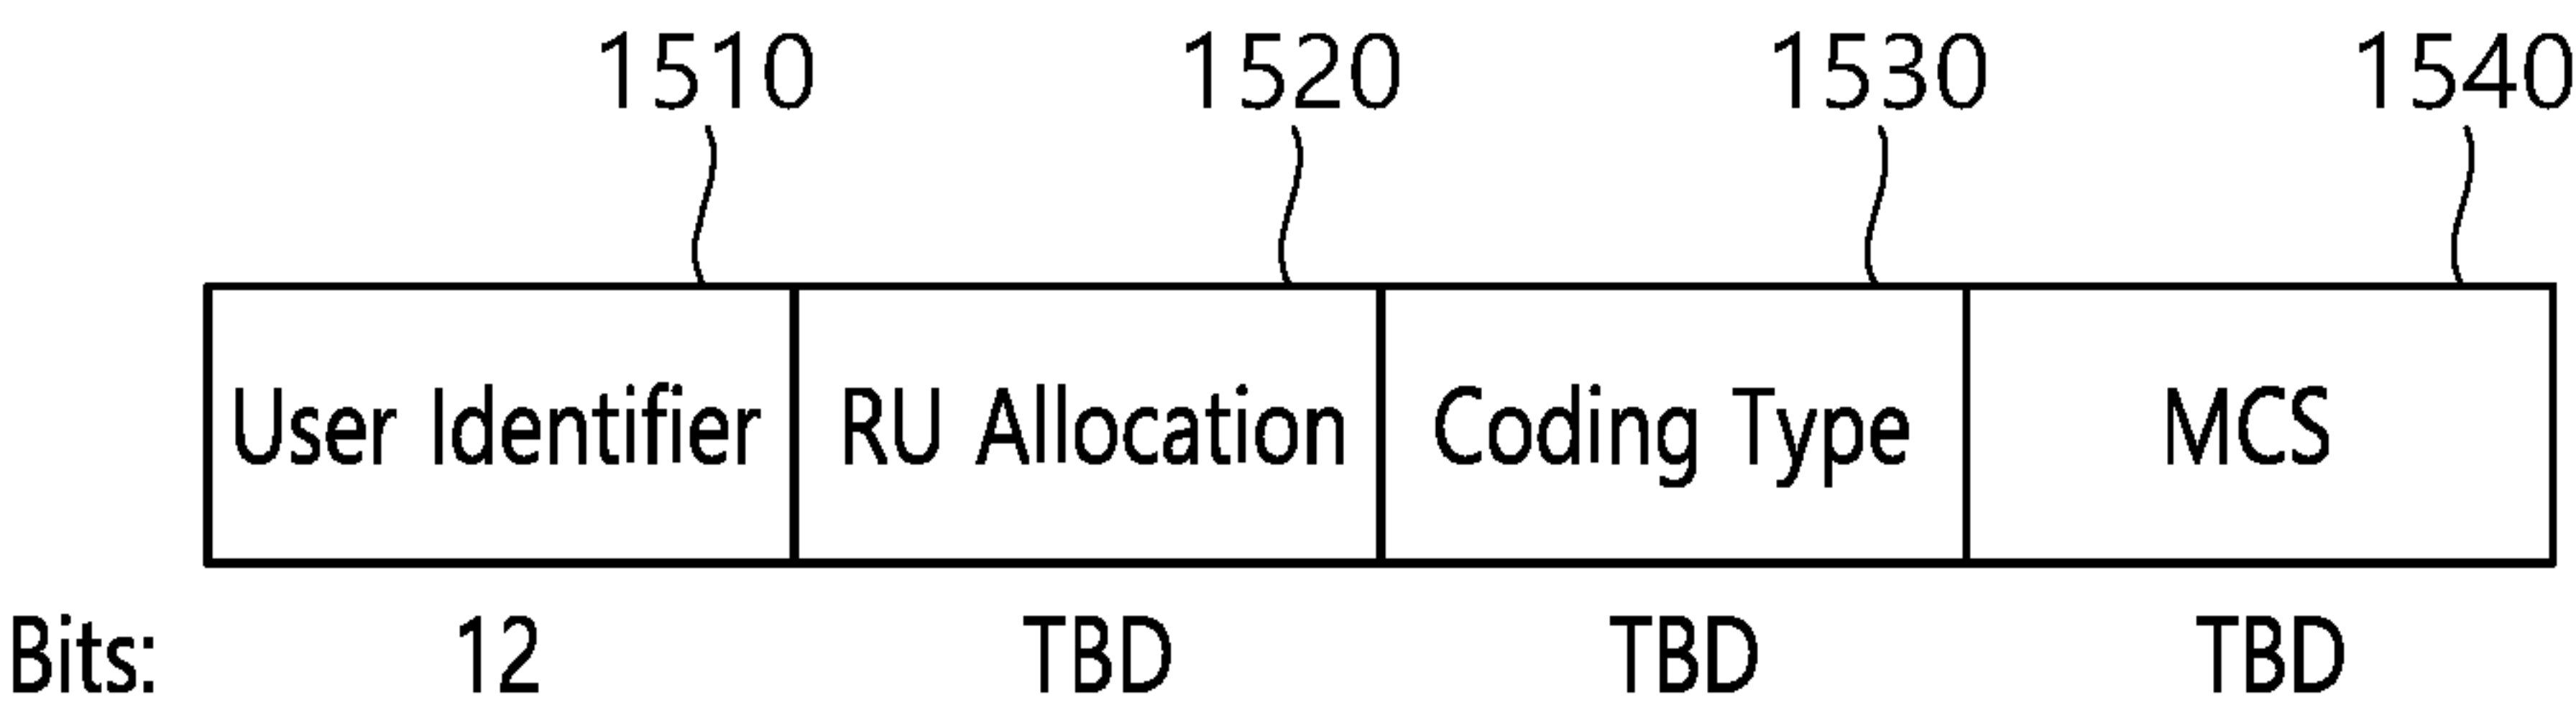 1510 1520 1530 1540
User Identifier RU Allocation Coding Type MCS
Bits: 12 TBD TBD TBD